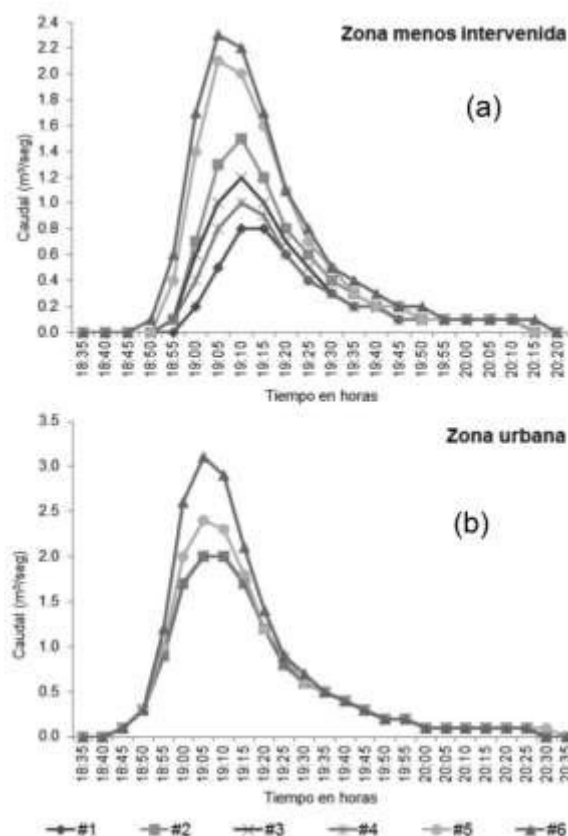 Zona menos intervenida
(a)
Caudal (m³/seg)
2.4
2.2
2.0
1.8
1.6
1.4
1.2
1.0
0.8
0.6
0.4
0.2
0.0
18:35 18:40 18:45 18:50 18:55 19:00 19:05 19:10 19:15 19:20 19:25 19:30 19:35 19:40 19:45 19:50 19:55 20:00 20:05 20:10 20:15 20:20
Tiempo en horas
Zona urbana
(b)
Caudal (m³/seg)
3.5
3.0
2.5
2.0
1.5
1.0
0.5
0.0
18:35 18:40 18:45 18:50 18:55 19:00 19:05 19:10 19:15 19:20 19:25 19:30 19:35 19:40 19:45 19:50 19:55 20:00 20:05 20:10 20:15 20:20 20:25 20:30 20:35
Tiempo en horas
#1 #2 #3 #4 #5 #6